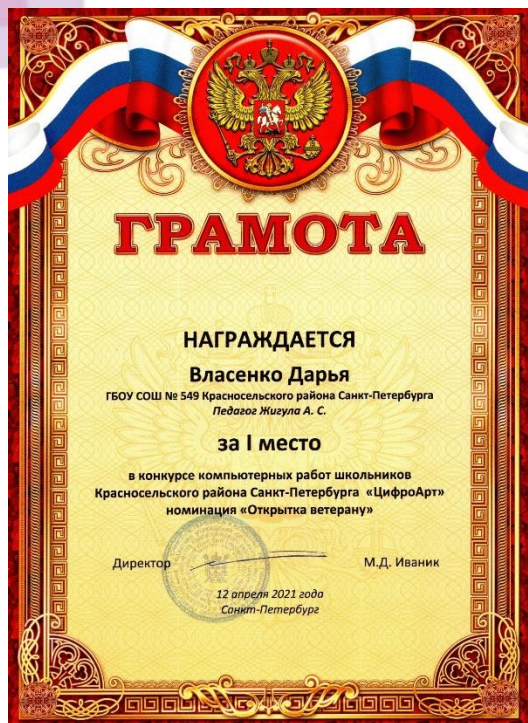 ГРАМОТА
НАГРАЖДАЕТСЯ
Власенко Дарья
ГБОУ СОШ № 549 Красносельского района Санкт-Петербурга
Педагог Жигула А. С.
за I место
в конкурсе компьютерных работ школьников
Красносельского района Санкт-Петербурга «ЦифроАрт»
номинация «Открытка ветерану»
Директор М.Д. Иваник
12 апреля 2021 года
Санкт-Петербург